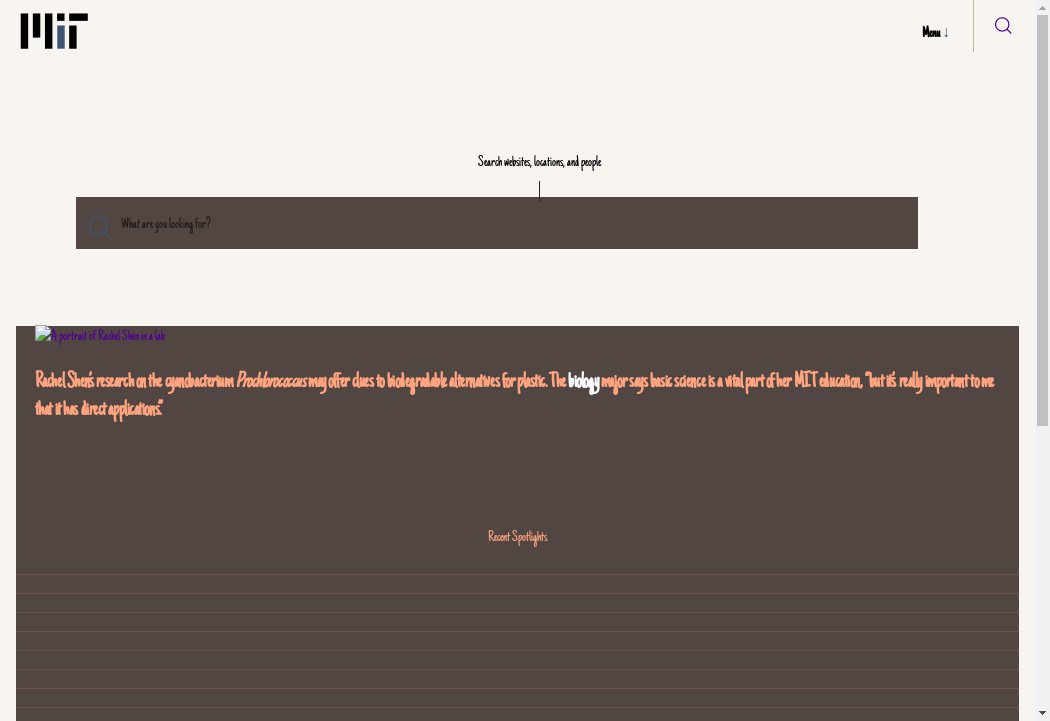 MIT
Menu ↓
Search websites, locations, and people
What are you looking for?
A portrait of Rachel Shen in a lab
Rachel Shen’s research on the cyanobacterium Prochlorococcus may offer clues to biodegradable alternatives for plastic. The biology major says basic science is a vital part of her MIT education, “but it’s really important to me
that it has direct applications.”
Recent Spotlights